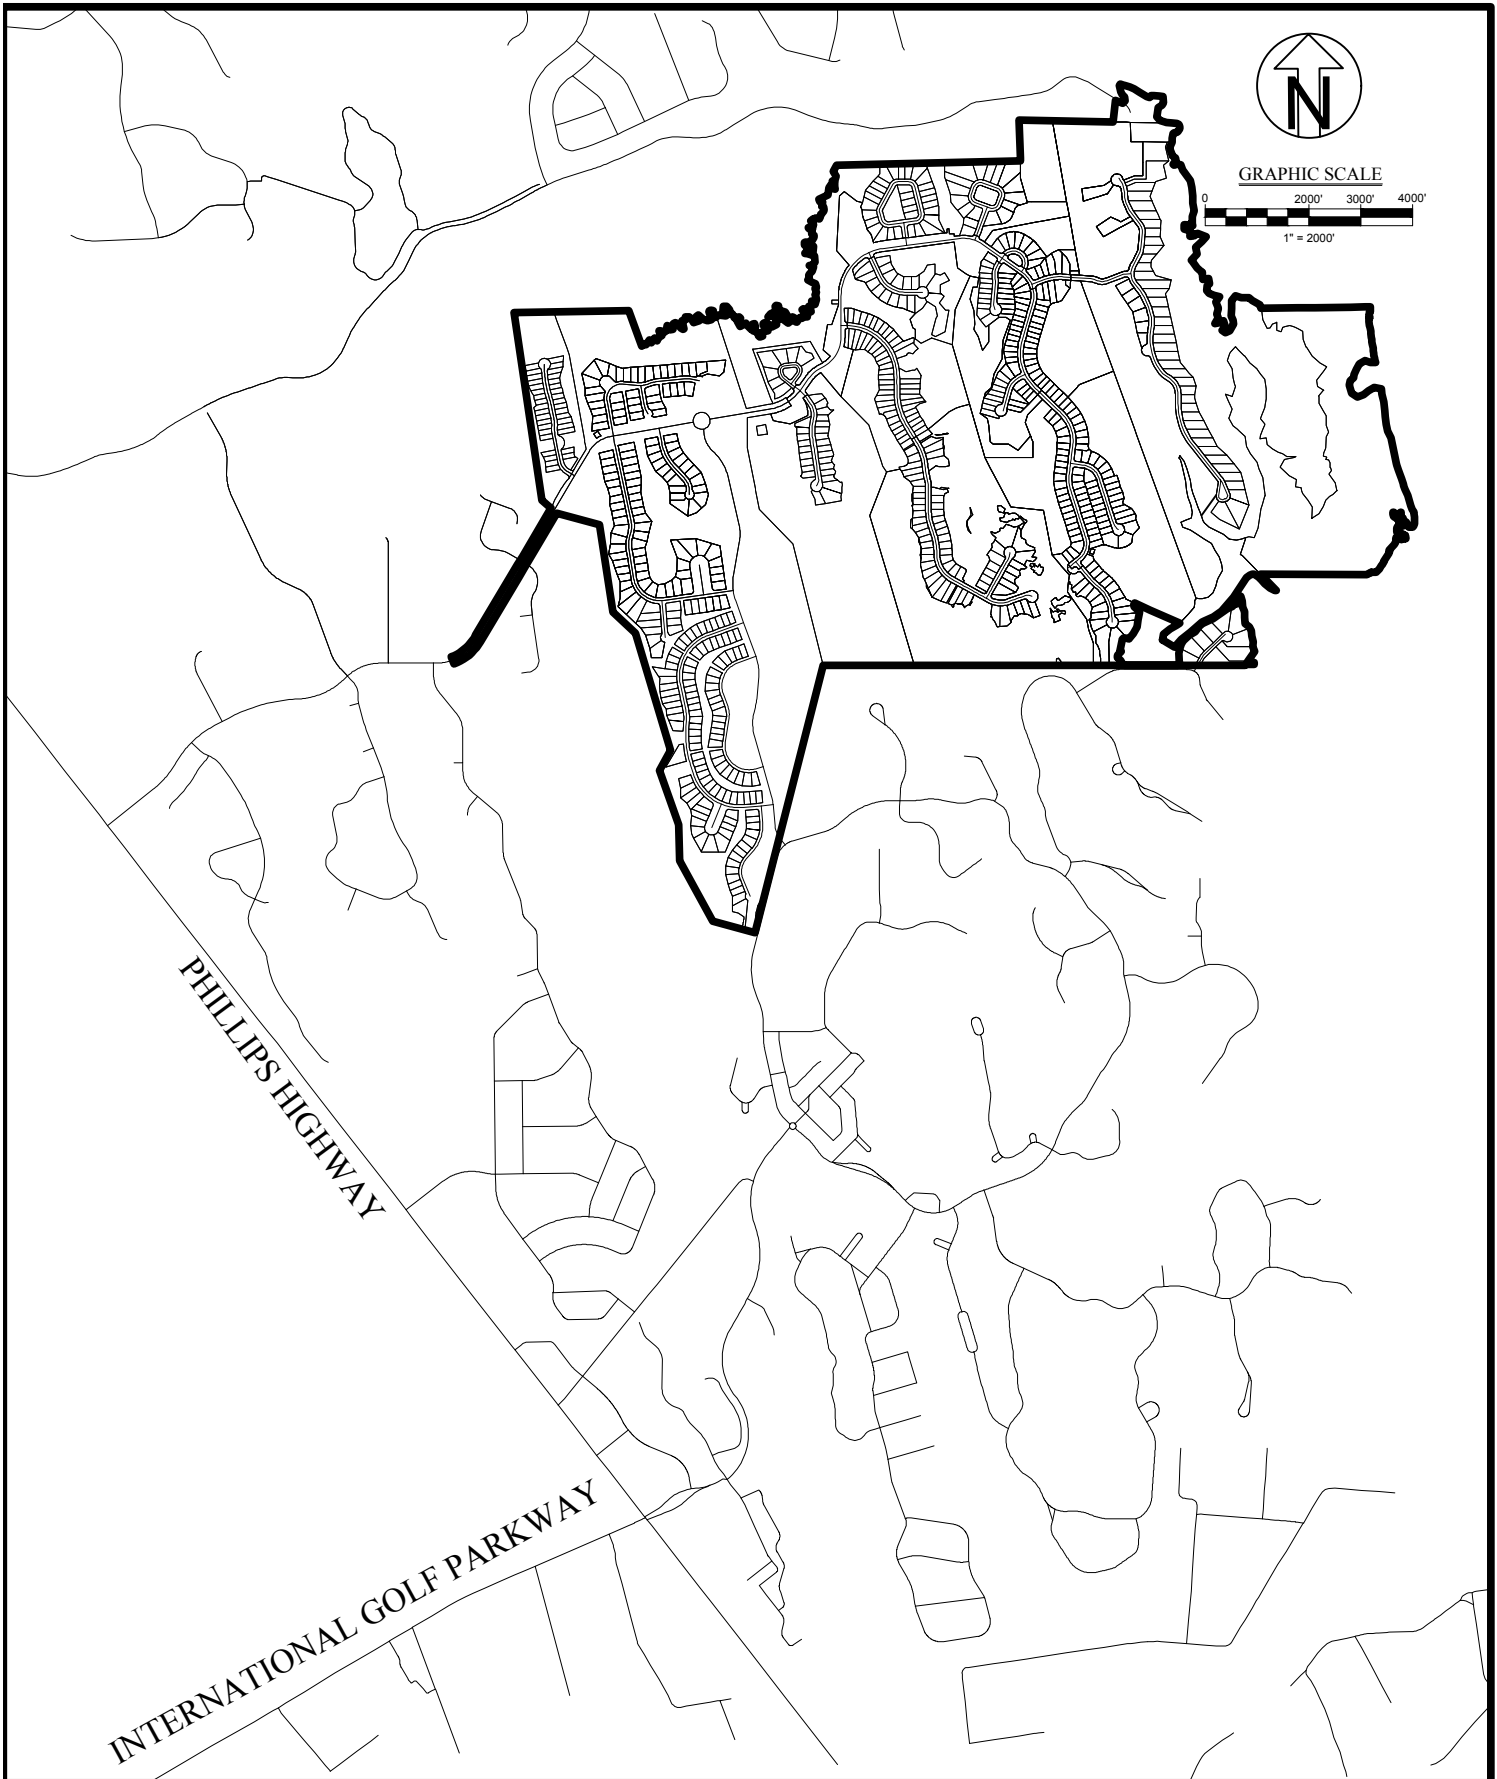 N
GRAPHIC SCALE
0 2000' 3000' 4000'
1" = 2000'
PHILLIPS HIGHWAY
INTERNATIONAL GOLF PARKWAY